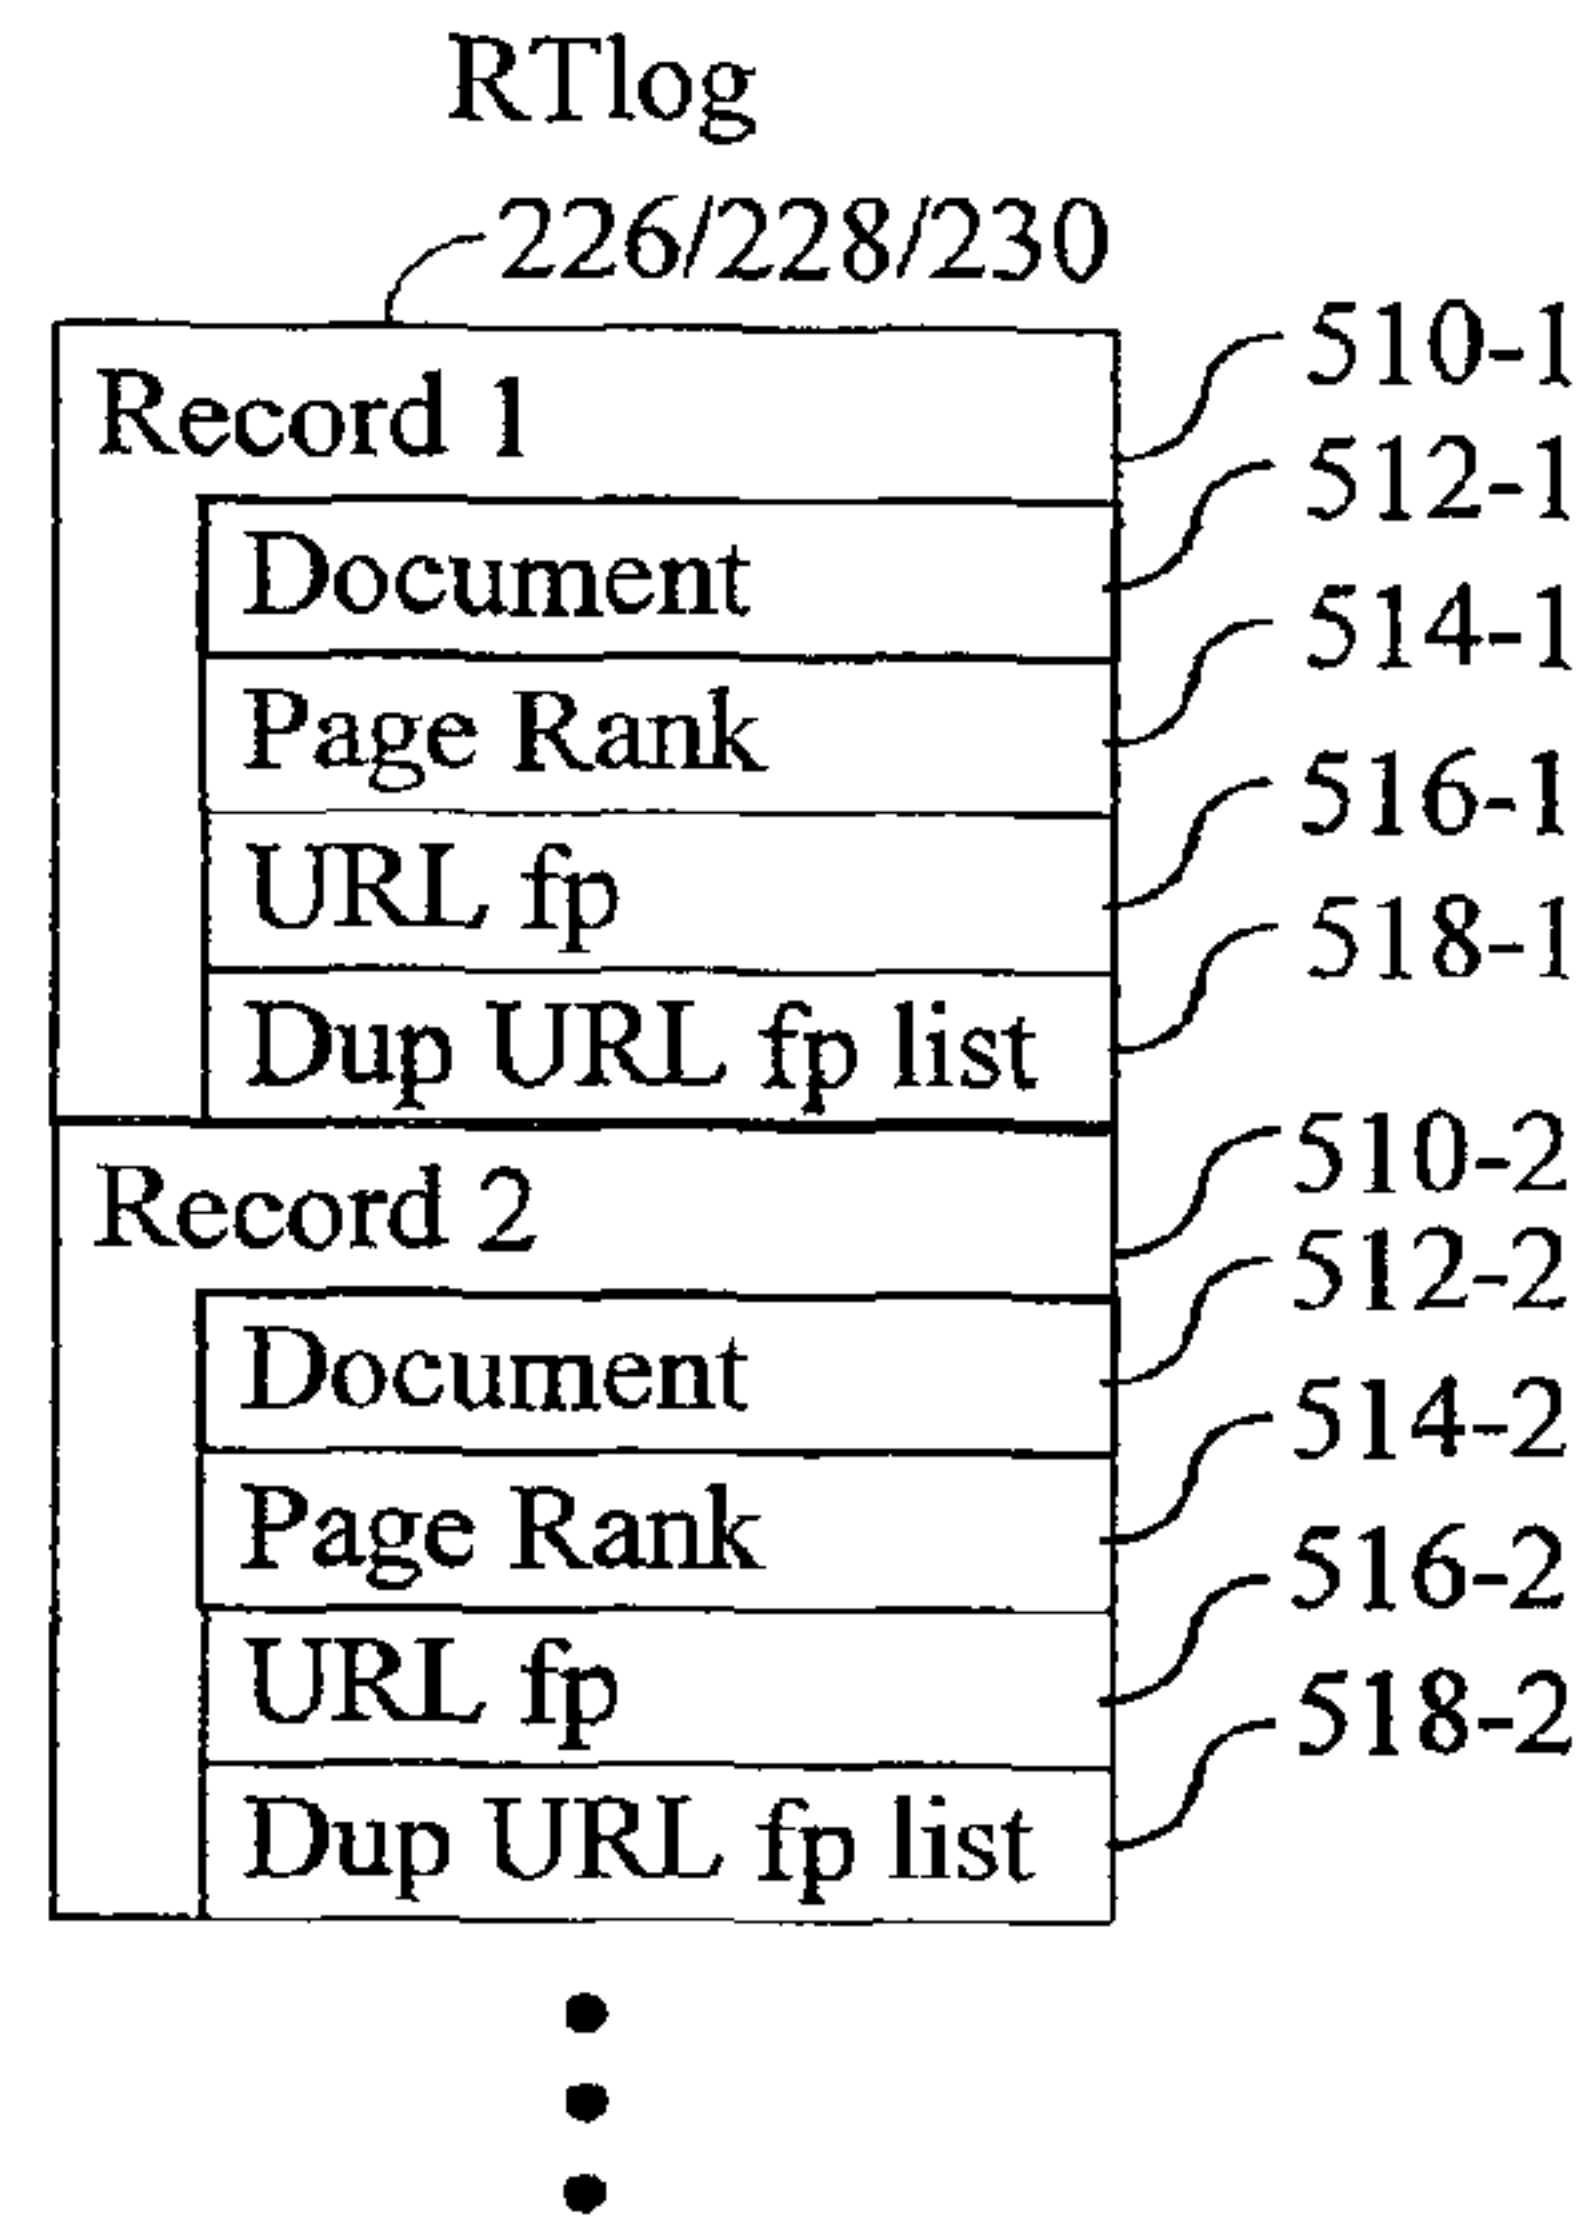 RTlog
226/228/230
510-1
Record 1
512-1
Document
514-1
Page Rank
516-1
URL fp
518-1
Dup URL fp list
510-2
Record 2
512-2
Document
514-2
Page Rank
516-2
URL fp
518-2
Dup URL fp list